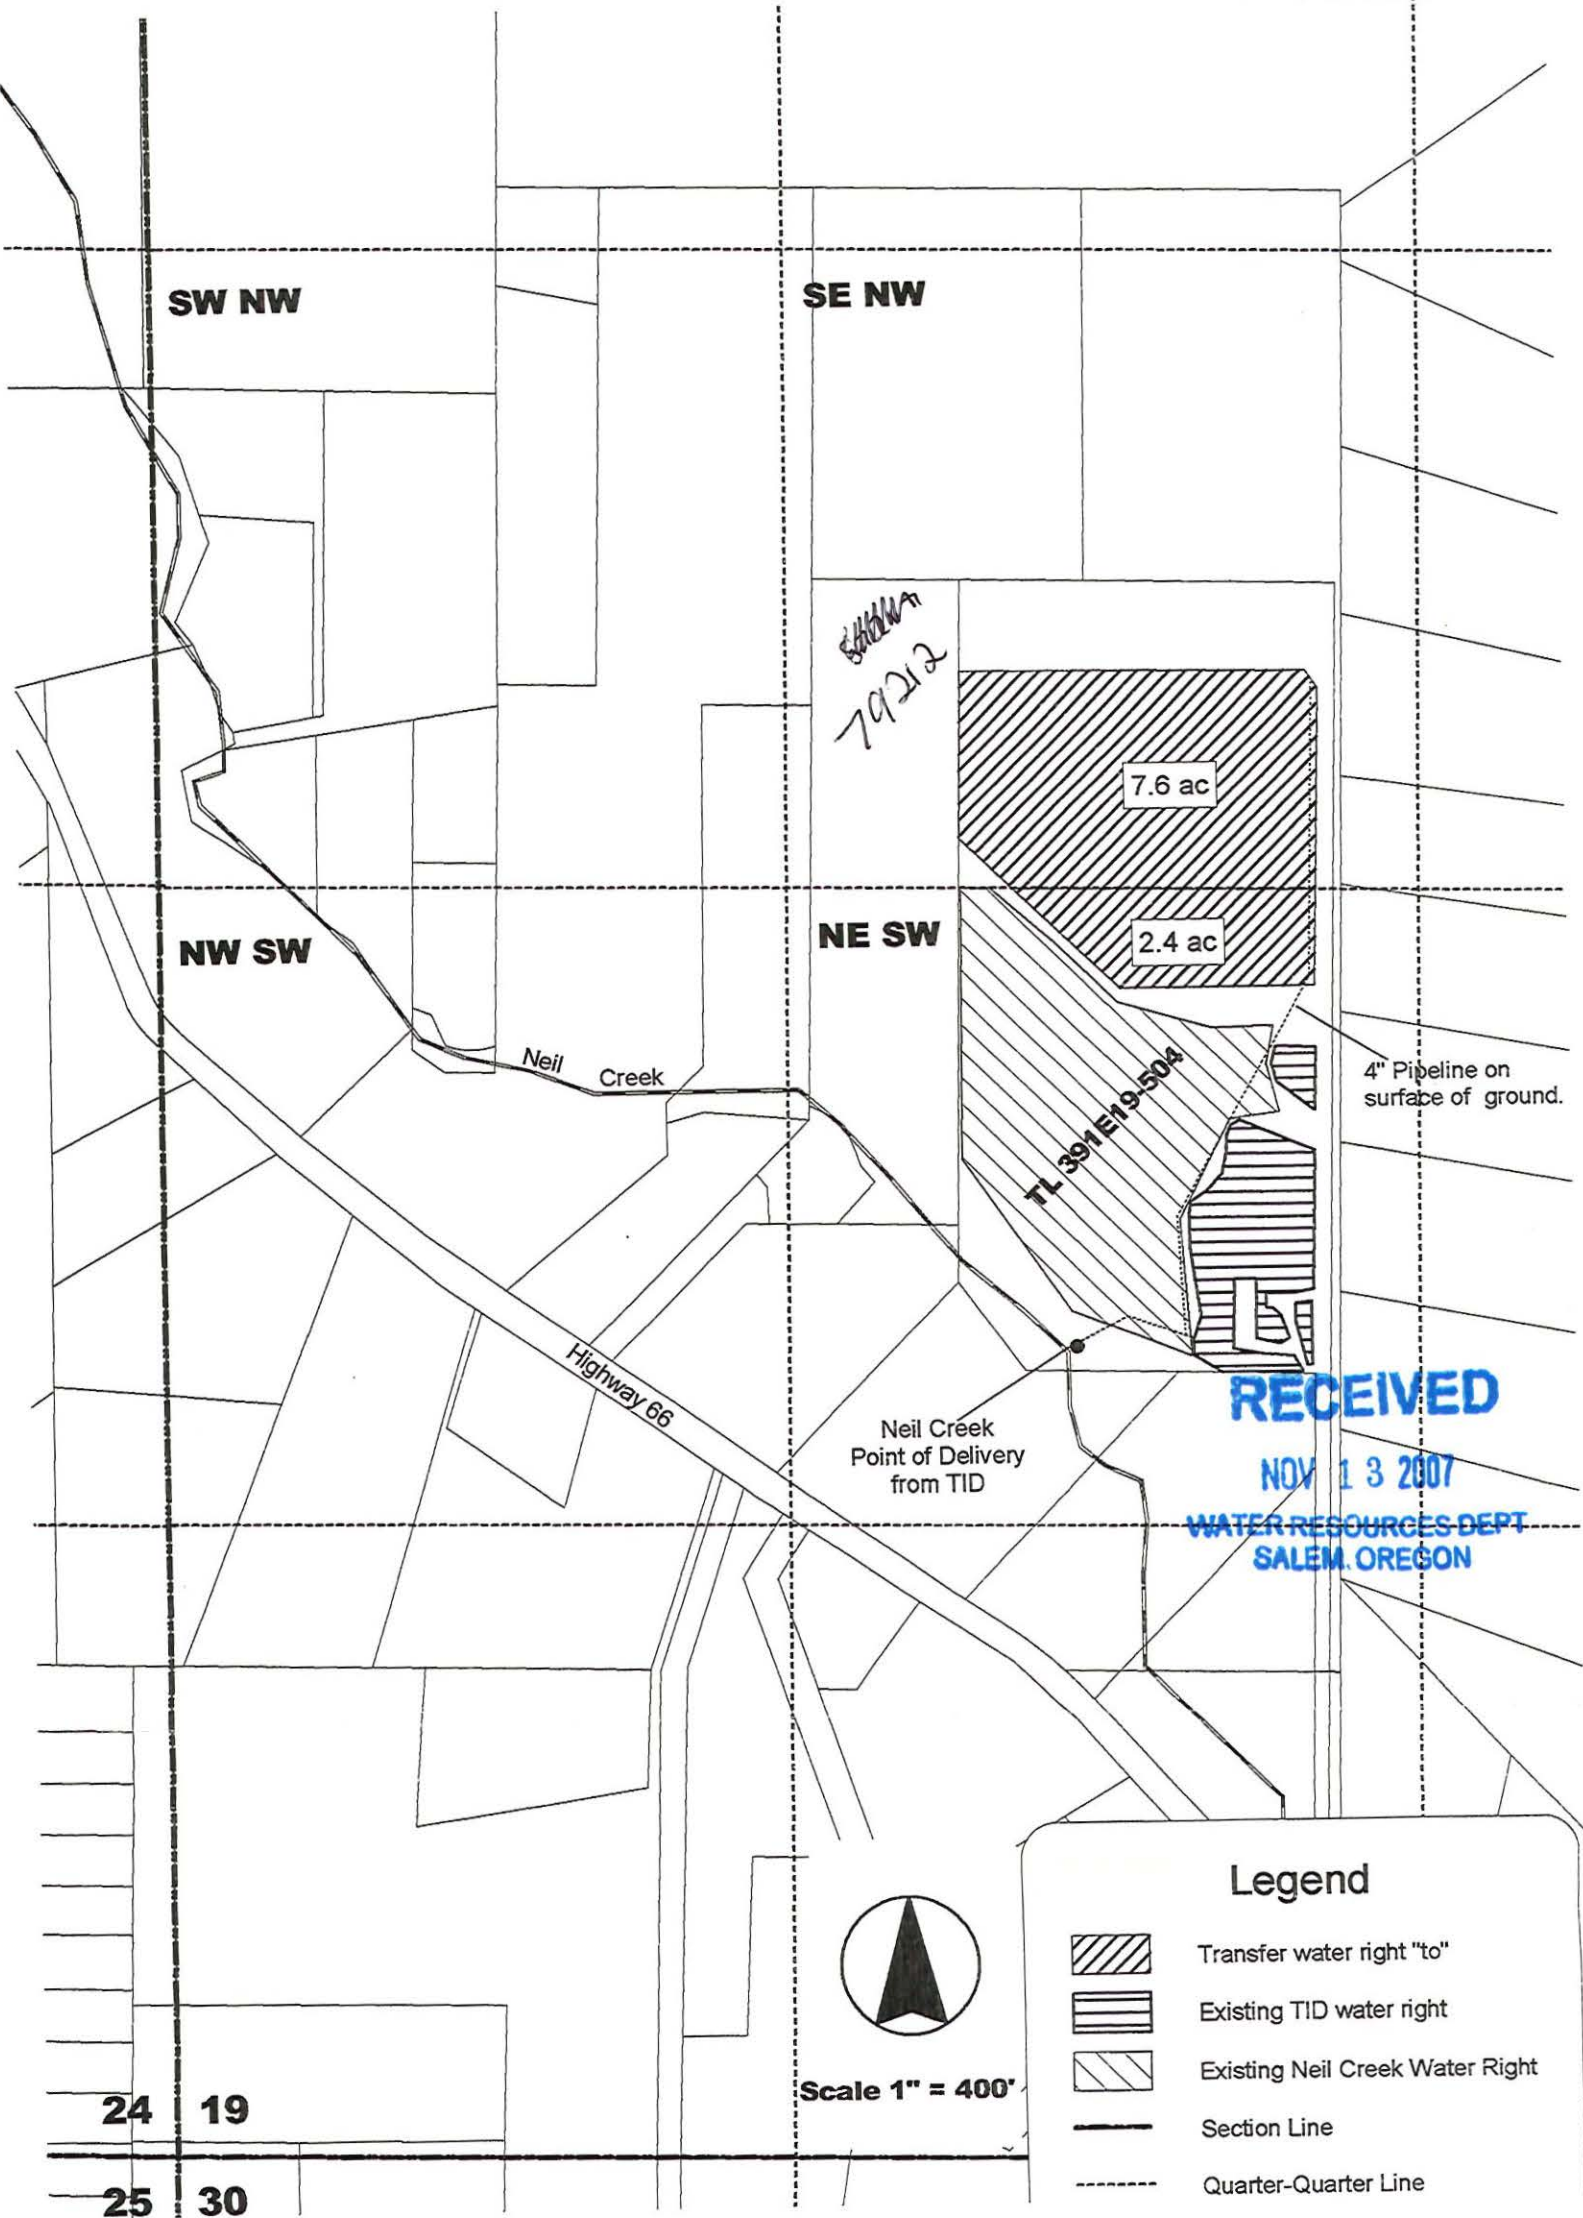 SW NW
SE NW
79212
7.6 ac
NW SW
NE SW
2.4 ac
Neil Creek
TL 391E19-504
4" Pipeline on
surface of ground.
Highway 66
Neil Creek
Point of Delivery
from TID
RECEIVED
NOV 13 2007
WATER RESOURCES DEPT
SALEM, OREGON
Scale 1" = 400'
Legend
Transfer water right "to"
Existing TID water right
Existing Neil Creek Water Right
Section Line
Quarter-Quarter Line
24 19
25 30